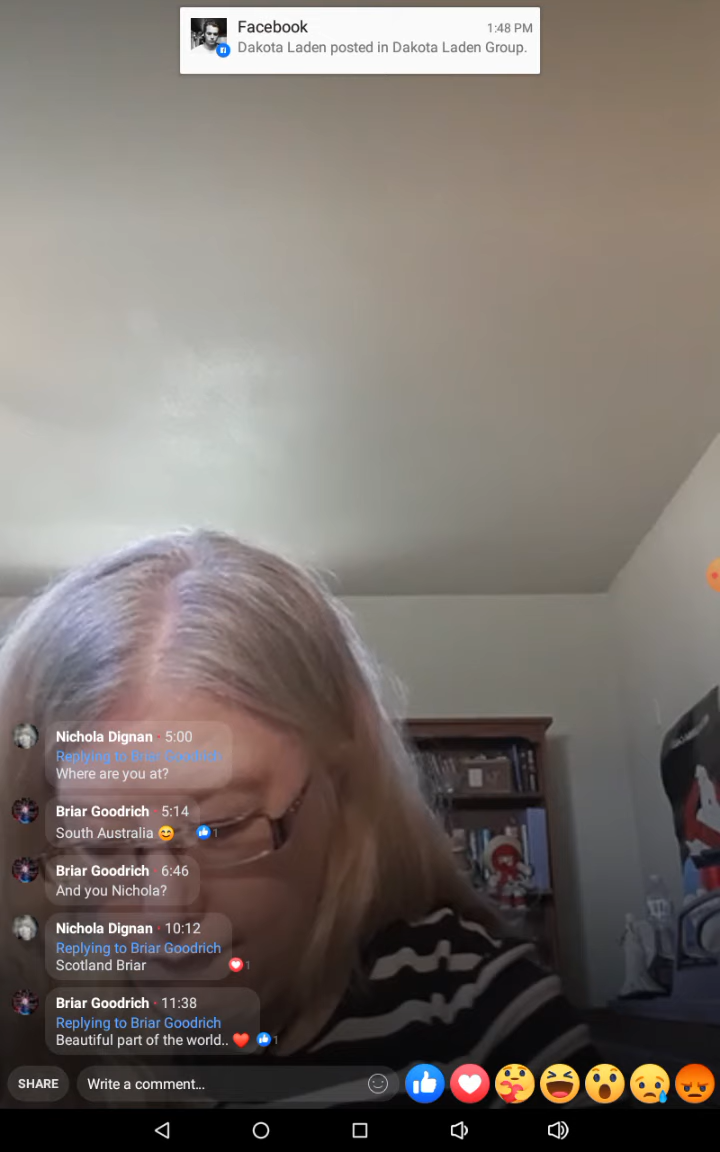 Facebook
1:48 PM
Dakota Laden posted in Dakota Laden Group.
Nichola Dignan · 5:00
Replying to Briar Goodrich
Where are you at?
Briar Goodrich · 5:14
South Australia 😊
1
Briar Goodrich · 6:46
And you Nichola?
Nichola Dignan · 10:12
Replying to Briar Goodrich
Scotland Briar
1
Briar Goodrich · 11:38
Replying to Briar Goodrich
Beautiful part of the world.. ❤️
1
SHARE
Write a comment...